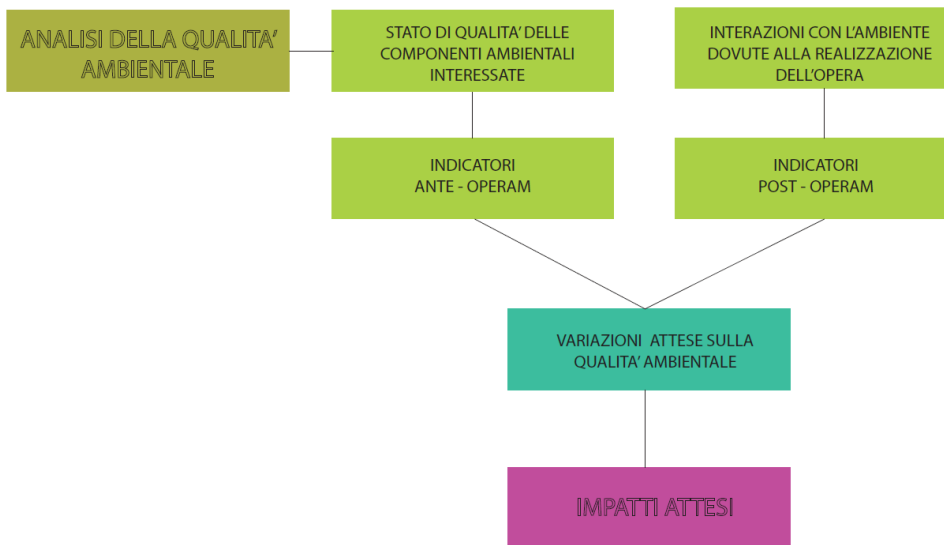 ANALISI DELLA QUALITA'
AMBIENTALE
STATO DI QUALITA' DELLE
COMPONENTI AMBIENTALI
INTERESSATE
INTERAZIONI CON L'AMBIENTE
DOVUTE ALLA REALIZZAZIONE
DELL'OPERA
INDICATORI
ANTE - OPERAM
INDICATORI
POST - OPERAM
VARIAZIONI ATTESE SULLA
QUALITA' AMBIENTALE
IMPATTI ATTESI